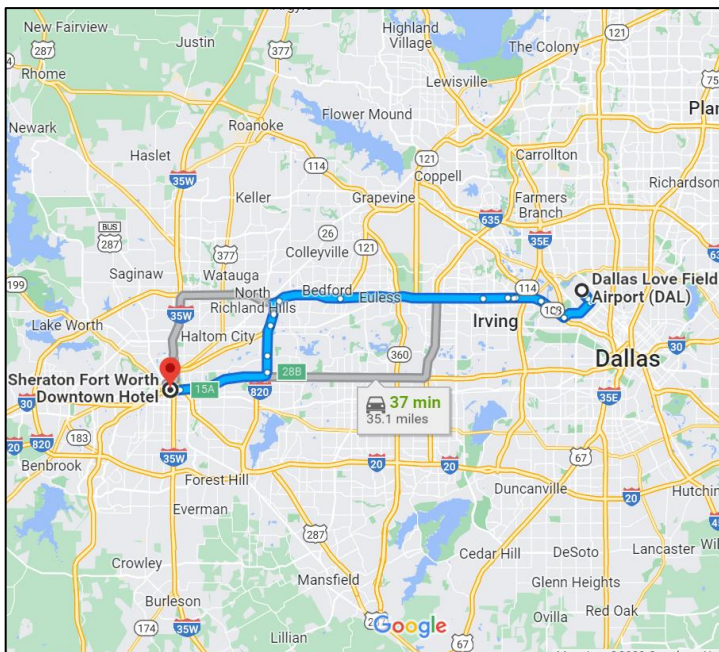 New Fairview
287
Rhome
Justin
377
Highland
Village
The Colony
121
Lewisville
75
Plan
Newark
Flower Mound
Roanoke
114
121
Carrollton
Haslet
35W
Coppell
Richardson
Keller
Grapevine
635
Farmers
Branch
BUS
287
377
26
Colleyville
121
35E
Saginaw
Watauga
199
North
Richland Hills
Bedford
Euless
114
Dallas Love Field
Airport (DAL)
35W
Lake Worth
Haltom City
Irving
Dallas
30
360
Sheraton Fort Worth
Downtown Hotel
15A
28B
820
37 min
35.1 miles
30
35E
820
183
20
Benbrook
35W
20
67
Forest Hill
Duncanville
20
Everman
Hutchin
287
Crowley
Cedar Hill
DeSoto
Lancaster
Mansfield
Glenn Heights
Burleson
174
35W
Lillian
Google
67
Ovilla
Red Oak